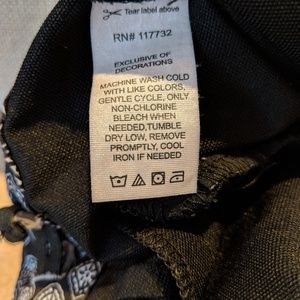 Tear label above
RN# 117732
EXCLUSIVE OF
DECORATIONS
MACHINE WASH COLD
WITH LIKE COLORS,
GENTLE CYCLE, ONLY
NON-CHLORINE
BLEACH WHEN
NEEDED,TUMBLE
DRY LOW, REMOVE
PROMPTLY, COOL
IRON IF NEEDED